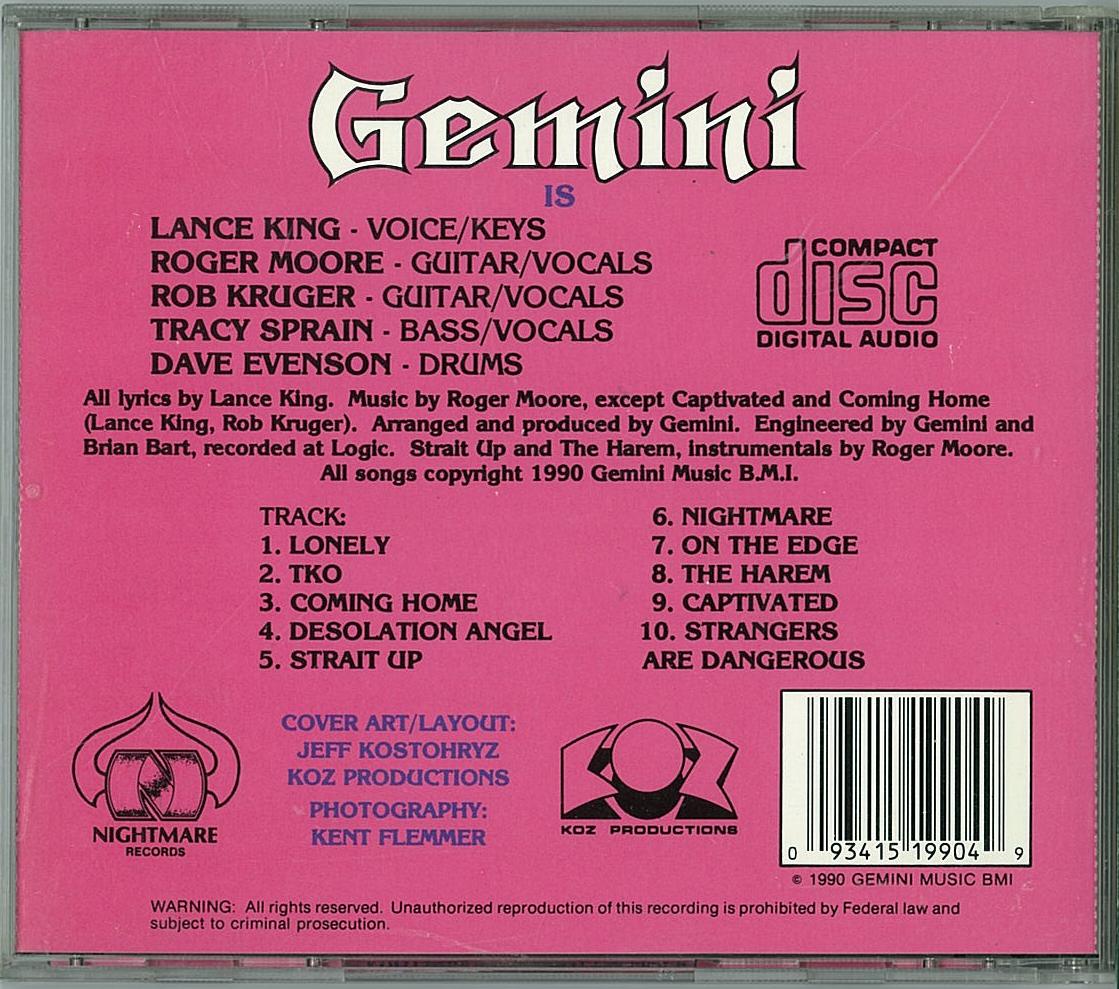 Gemini
IS
LANCE KING - VOICE/KEYS
ROGER MOORE - GUITAR/VOCALS
ROB KRUGER - GUITAR/VOCALS
TRACY SPRAIN - BASS/VOCALS
DAVE EVENSON - DRUMS
COMPACT
disc
DIGITAL AUDIO
All lyrics by Lance King. Music by Roger Moore, except Captivated and Coming Home
(Lance King, Rob Kruger). Arranged and produced by Gemini. Engineered by Gemini and
Brian Bart, recorded at Logic. Strait Up and The Harem, instrumentals by Roger Moore.
All songs copyright 1990 Gemini Music B.M.I.
TRACK:
1. LONELY
2. TKO
3. COMING HOME
4. DESOLATION ANGEL
5. STRAIT UP
6. NIGHTMARE
7. ON THE EDGE
8. THE HAREM
9. CAPTIVATED
10. STRANGERS
ARE DANGEROUS
N
NIGHTMARE
RECORDS
COVER ART/LAYOUT:
JEFF KOSTOHRYZ
KOZ PRODUCTIONS
PHOTOGRAPHY:
KENT FLEMMER
KOZ
KOZ PRODUCTIONS
0 93415 19904 9
© 1990 GEMINI MUSIC BMI
WARNING: All rights reserved. Unauthorized reproduction of this recording is prohibited by Federal law and
subject to criminal prosecution.